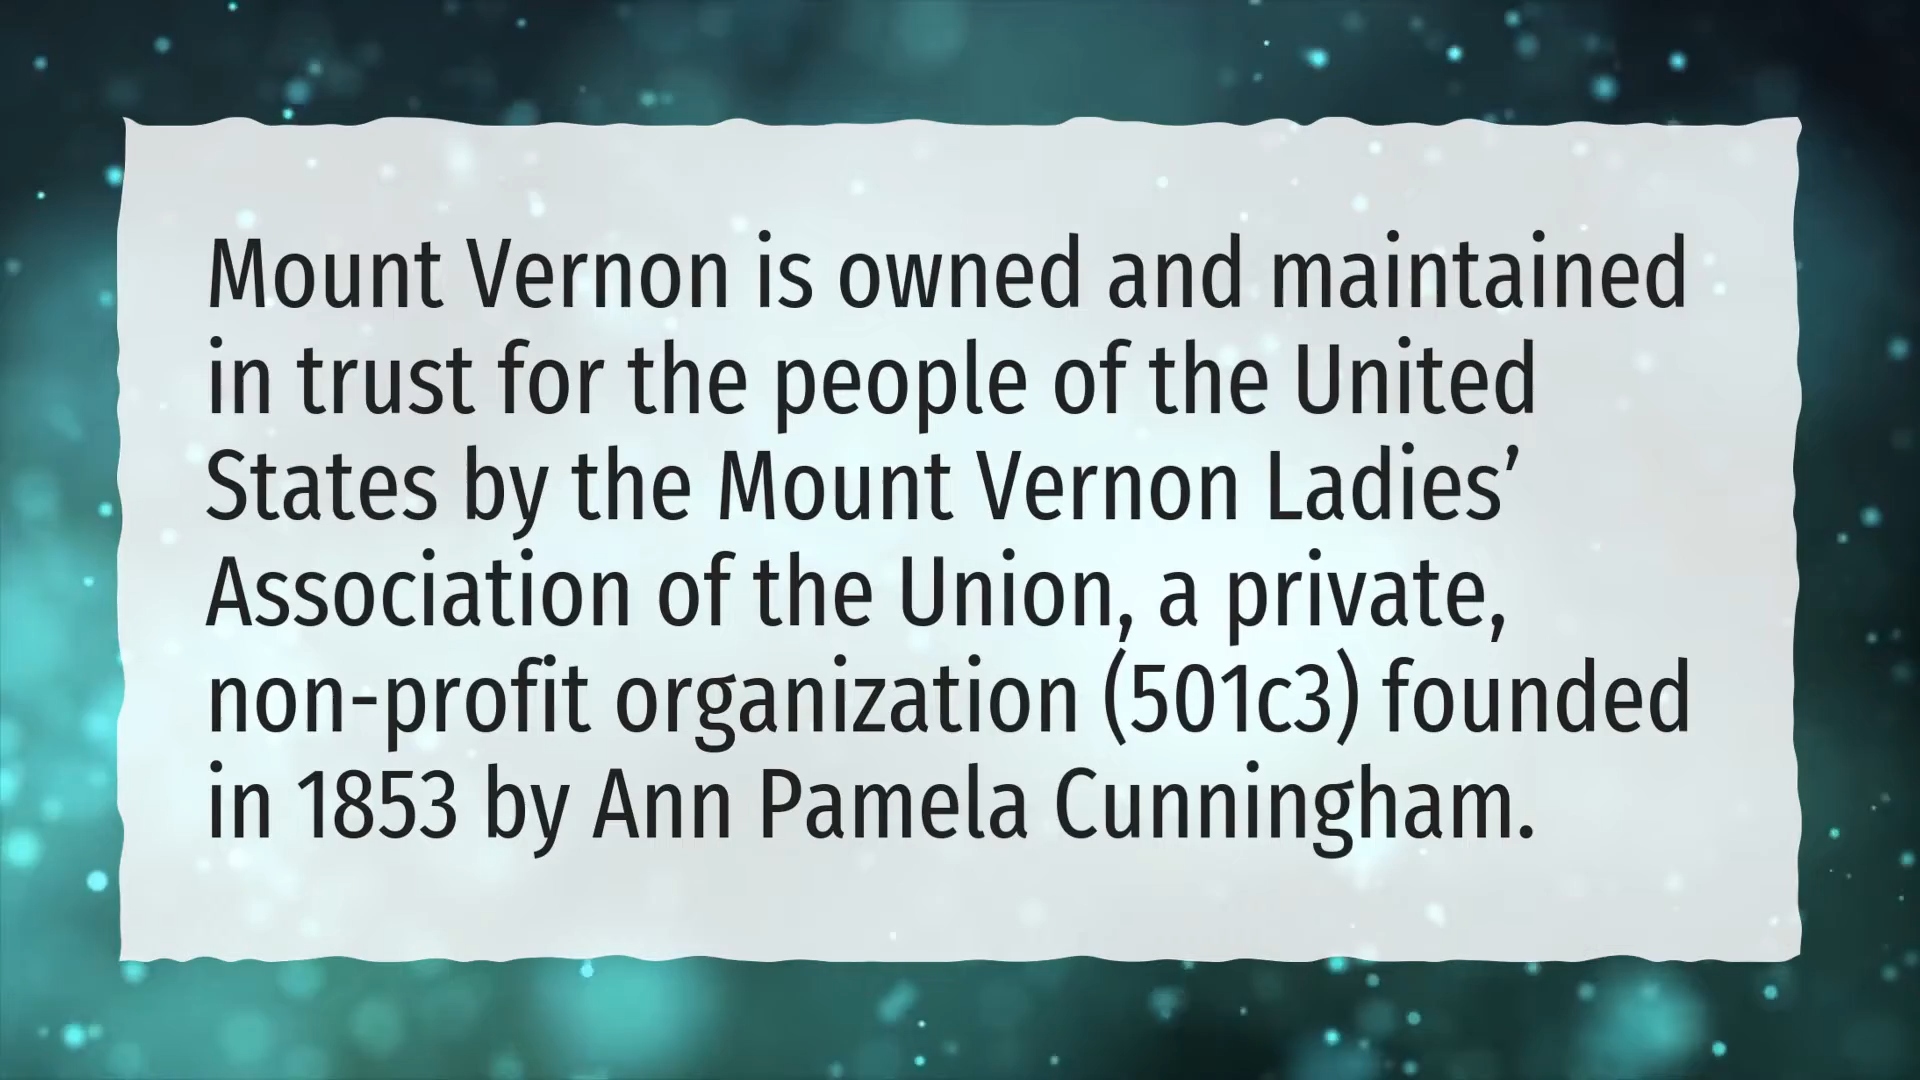 Mount Vernon is owned and maintained
in trust for the people of the United
States by the Mount Vernon Ladies’
Association of the Union, a private,
non-profit organization (501c3) founded
in 1853 by Ann Pamela Cunningham.